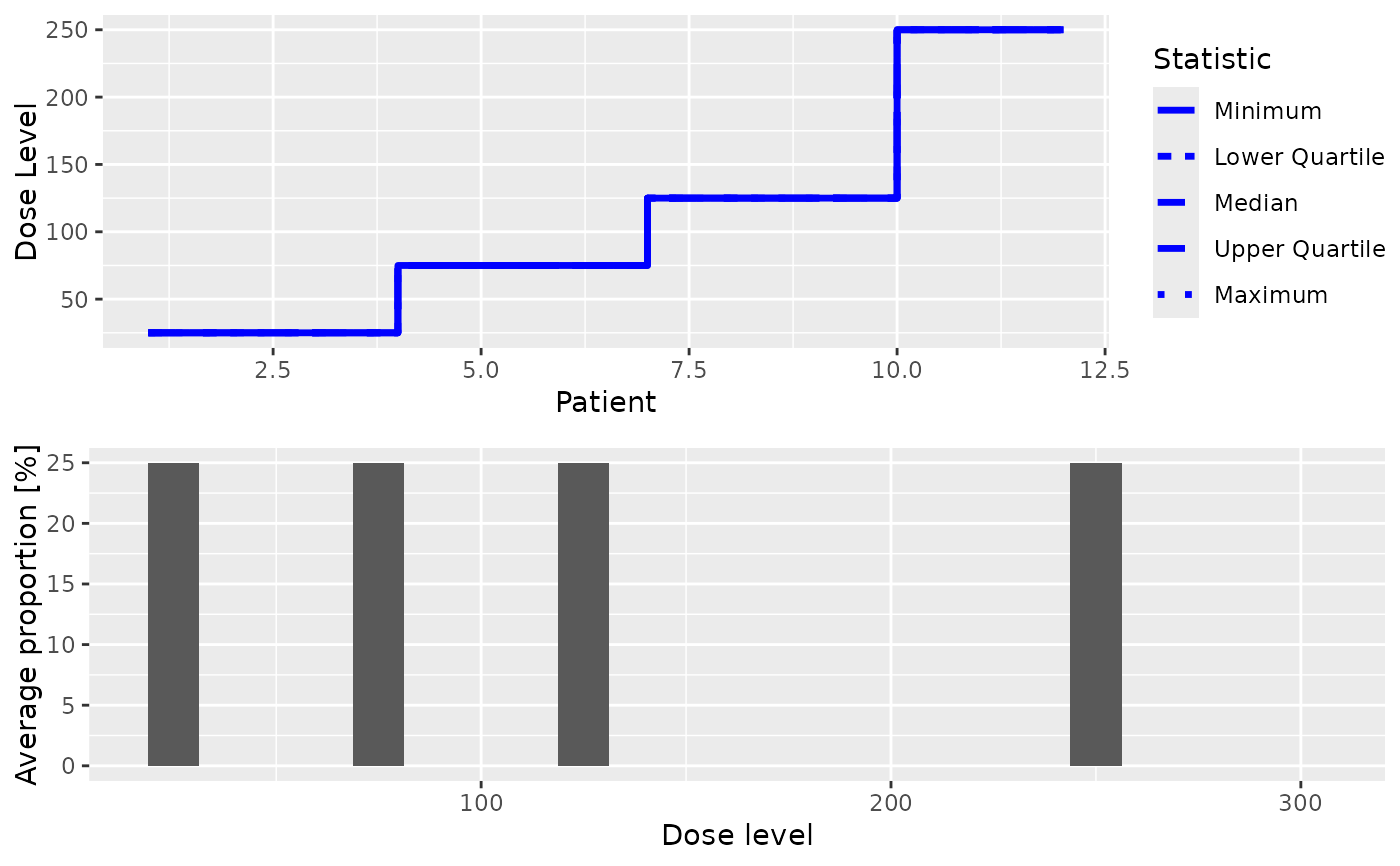 250
200
150
100
50
Dose Level
2.5 5.0 7.5 10.0 12.5
Patient
Statistic
Minimum
Lower Quartile
Median
Upper Quartile
Maximum
25
20
15
10
5
0
Average proportion [%]
100 200 300
Dose level